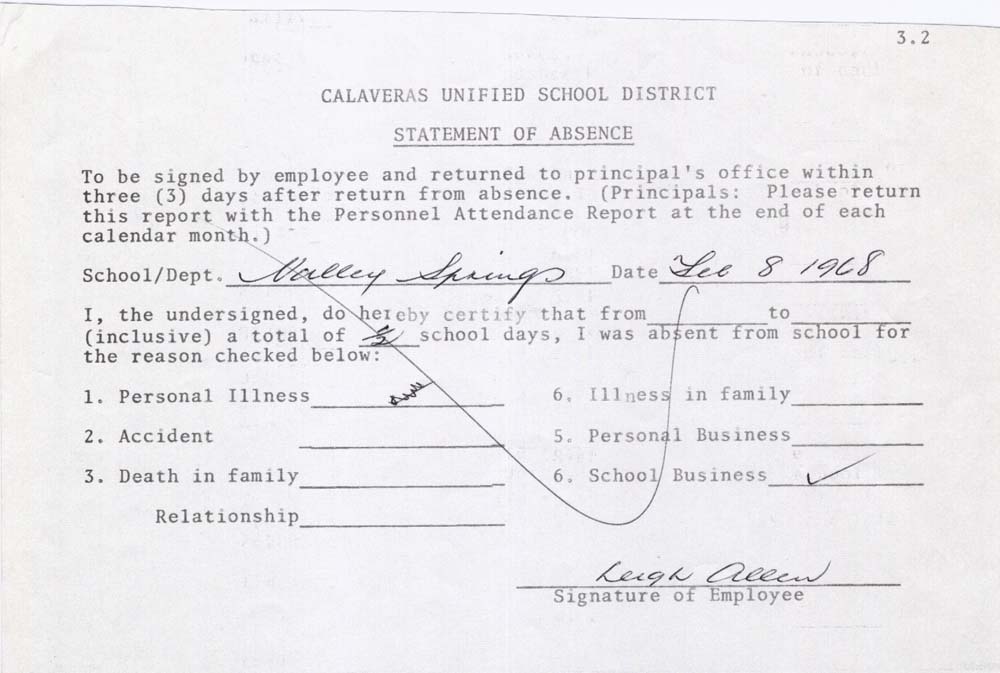 3.2
CALAVERAS UNIFIED SCHOOL DISTRICT
STATEMENT OF ABSENCE
To be signed by employee and returned to principal's office within
three (3) days after return from absence. (Principals: Please return
this report with the Personnel Attendance Report at the end of each
calendar month.)
School/Dept. Valley Springs Date Feb 8 1968
I, the undersigned, do hereby certify that from to
(inclusive) a total of 1/2 school days, I was absent from school for
the reason checked below:
1. Personal Illness 6. Illness in family
2. Accident 5. Personal Business
3. Death in family 6. School Business ✓
Relationship
Leigh Allen
Signature of Employee